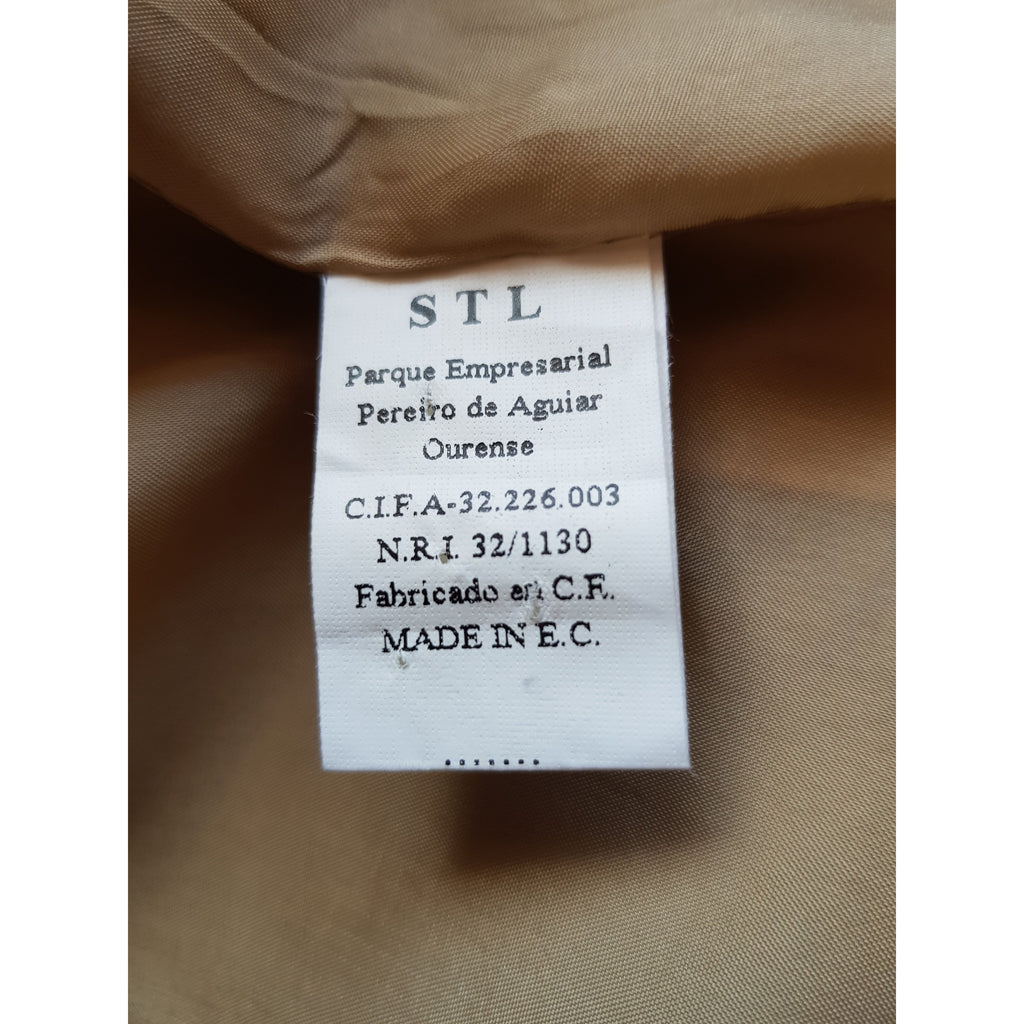 STL
Parque Empresarial
Pereiro de Aguiar
Ourense
C.I.F.A-32.226.003
N.R.I. 32/1130
Fabricado en C.E.
MADE IN E.C.